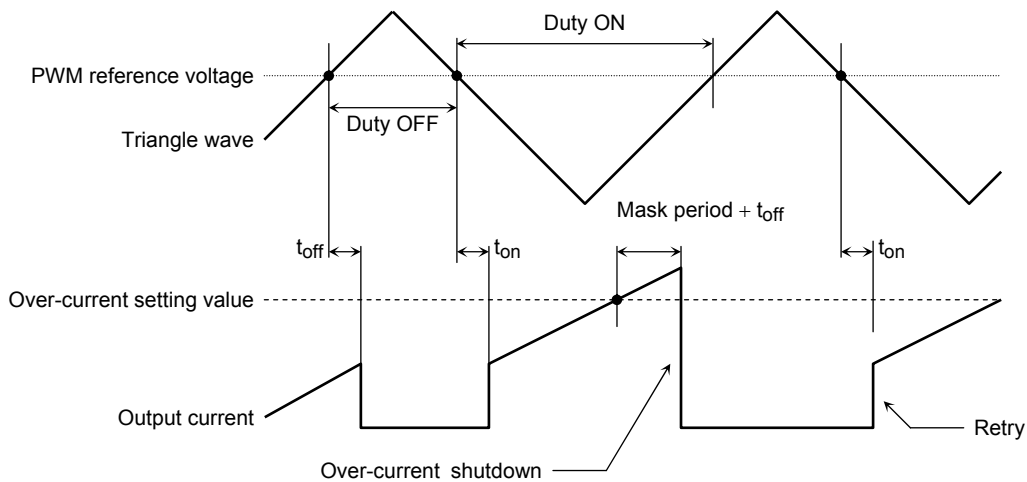 Duty ON
PWM reference voltage
Duty OFF
Triangle wave
Mask period + toff
toff
ton
ton
Over-current setting value
Output current
Retry
Over-current shutdown